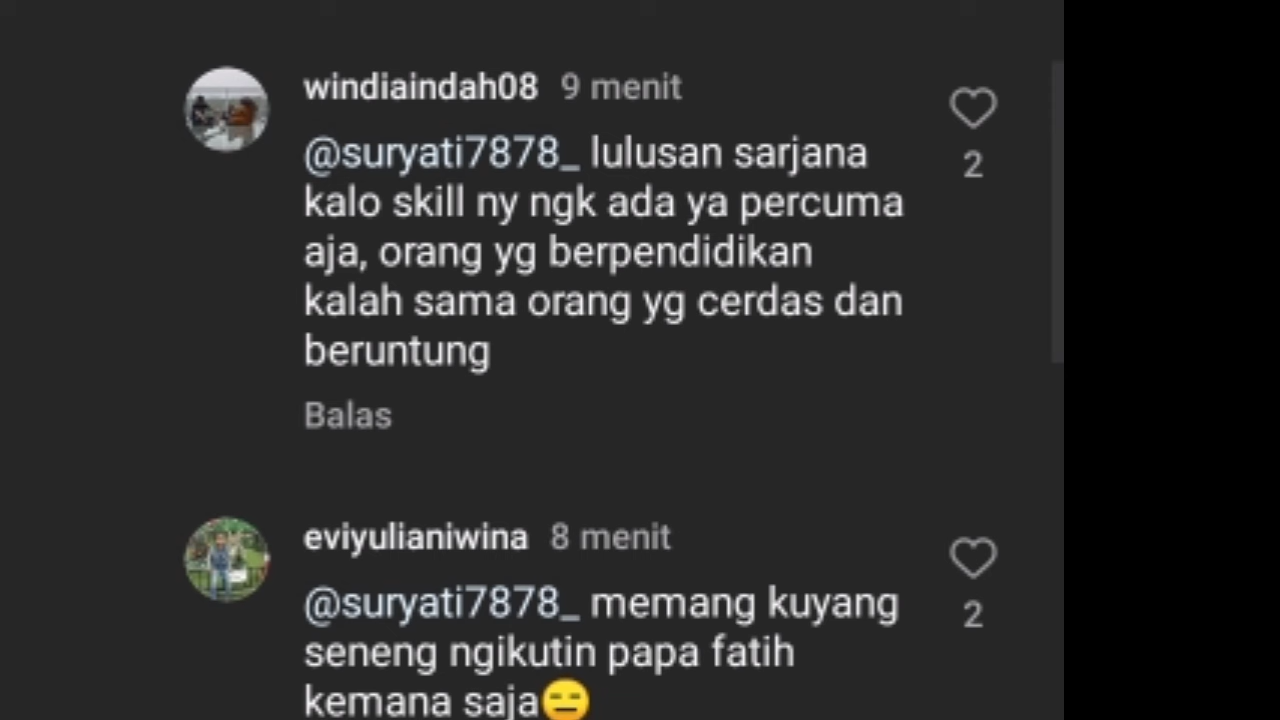 windiaindah08 9 menit
@suryati7878_ lulusan sarjana
kalo skill ny ngk ada ya percuma
aja, orang yg berpendidikan
kalah sama orang yg cerdas dan
beruntung
2
Balas
eviyulianiwina 8 menit
@suryati7878_ memang kuyang
seneng ngikutin papa fatih
kemana saja😑
2